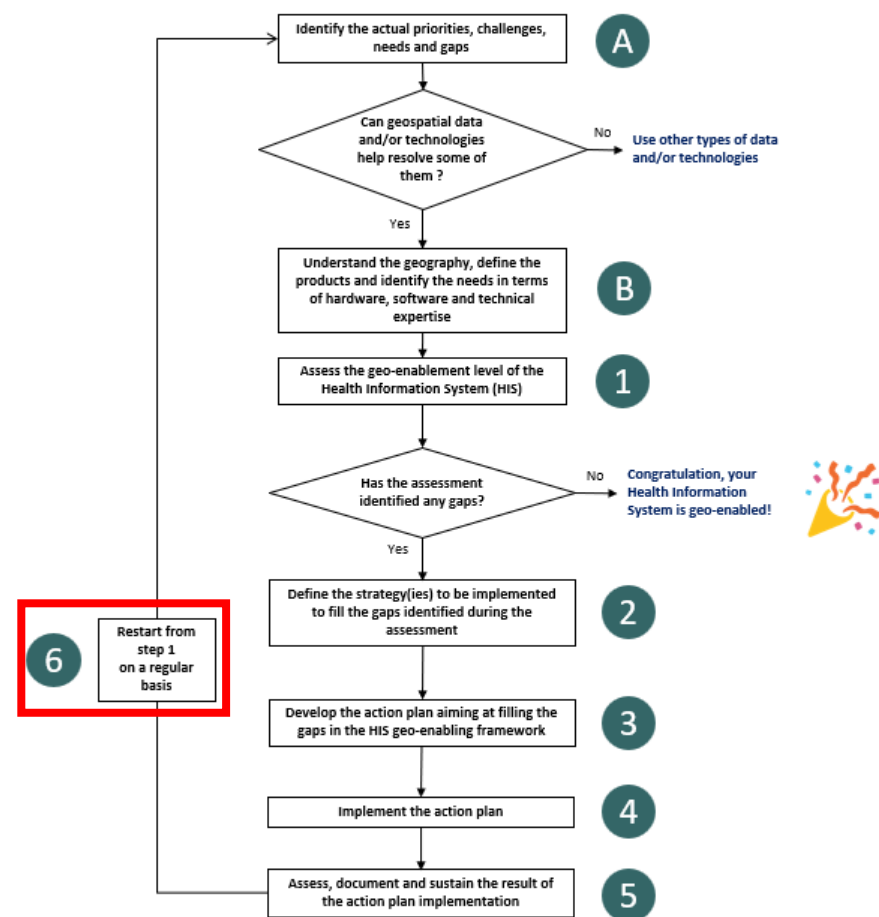 Identify the actual priorities, challenges,
needs and gaps
A
Can geospatial data
and/or technologies
help resolve some of
them ?
No
Use other types of data
and/or technologies
Yes
Understand the geography, define the
products and identify the needs in terms
of hardware, software and technical
expertise
B
Assess the geo-enablement level of the
Health Information System (HIS)
1
Has the assessment
identified any gaps?
No
Congratulation, your
Health Information
System is geo-enabled!
Yes
Define the strategy(ies) to be implemented
to fill the gaps identified during the
assessment
2
6
Restart from
step 1
on a regular
basis
Develop the action plan aiming at filling the
gaps in the HIS geo-enabling framework
3
Implement the action plan
4
Assess, document and sustain the result of
the action plan implementation
5